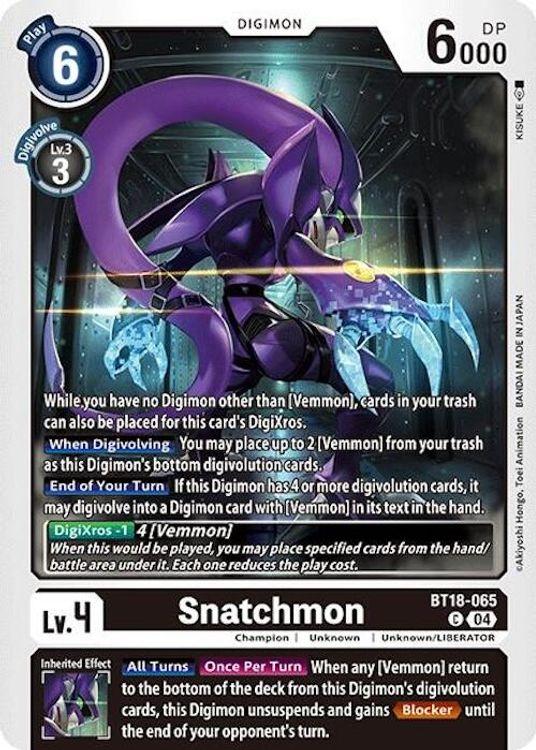 DIGIMON
Play
6
6000
DP
Digivolve
Lv.3
3
KISUKE
While you have no Digimon other than [Vemmon], cards in your trash
can also be placed for this card's DigiXros.
When Digivolving You may place up to 2 [Vemmon] from your trash
as this Digimon's bottom digivolution cards.
End of Your Turn If this Digimon has 4 or more digivolution cards, it
may digivolve into a Digimon card with [Vemmon] in its text in the hand.
DigiXros -1 4 [Vemmon]
When this would be played, you may place specified cards from the hand/
battle area under it. Each one reduces the play cost.
©Akiyoshi Hongo, Toei Animation BANDAI MADE IN JAPAN
Lv.4
Snatchmon
BT18-065
C 04
Champion | Unknown | Unknown/LIBERATOR
Inherited Effect
All Turns Once Per Turn When any [Vemmon] return
to the bottom of the deck from this Digimon's digivolution
cards, this Digimon unsuspends and gains Blocker until
the end of your opponent's turn.